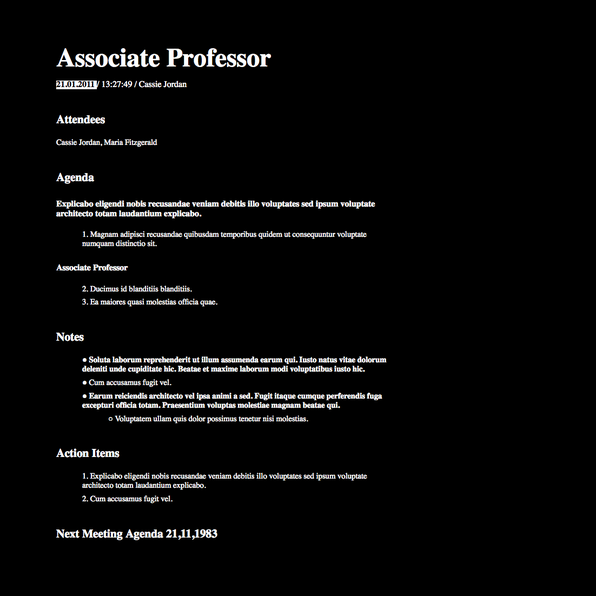 Associate Professor
21.01.2011 / 13:27:49 / Cassie Jordan
Attendees
Cassie Jordan, Maria Fitzgerald
Agenda
Explicabo eligendi nobis recusandae veniam debitis illo voluptates sed ipsum voluptate
architecto totam laudantium explicabo.
1. Magnam adipisci recusandae quibusdam temporibus quidem ut consequuntur voluptate
numquam distinctio sit.
Associate Professor
2. Ducimus id blanditiis blanditiis.
3. Ea maiores quasi molestias officia quae.
Notes
● Soluta laborum reprehenderit ut illum assumenda earum qui. Iusto natus vitae dolorum
deleniti unde cupiditate hic. Beatae et maxime laborum modi voluptatibus iusto hic.
● Cum accusamus fugit vel.
● Earum reiciendis architecto vel ipsa animi a sed. Fugit itaque cumque perferendis fuga
excepturi officia totam. Praesentium voluptas molestiae magnam beatae qui.
○ Voluptatem ullam quis dolor possimus tenetur nisi molestias.
Action Items
1. Explicabo eligendi nobis recusandae veniam debitis illo voluptates sed ipsum voluptate
architecto totam laudantium explicabo.
2. Cum accusamus fugit vel.
Next Meeting Agenda 21,11,1983